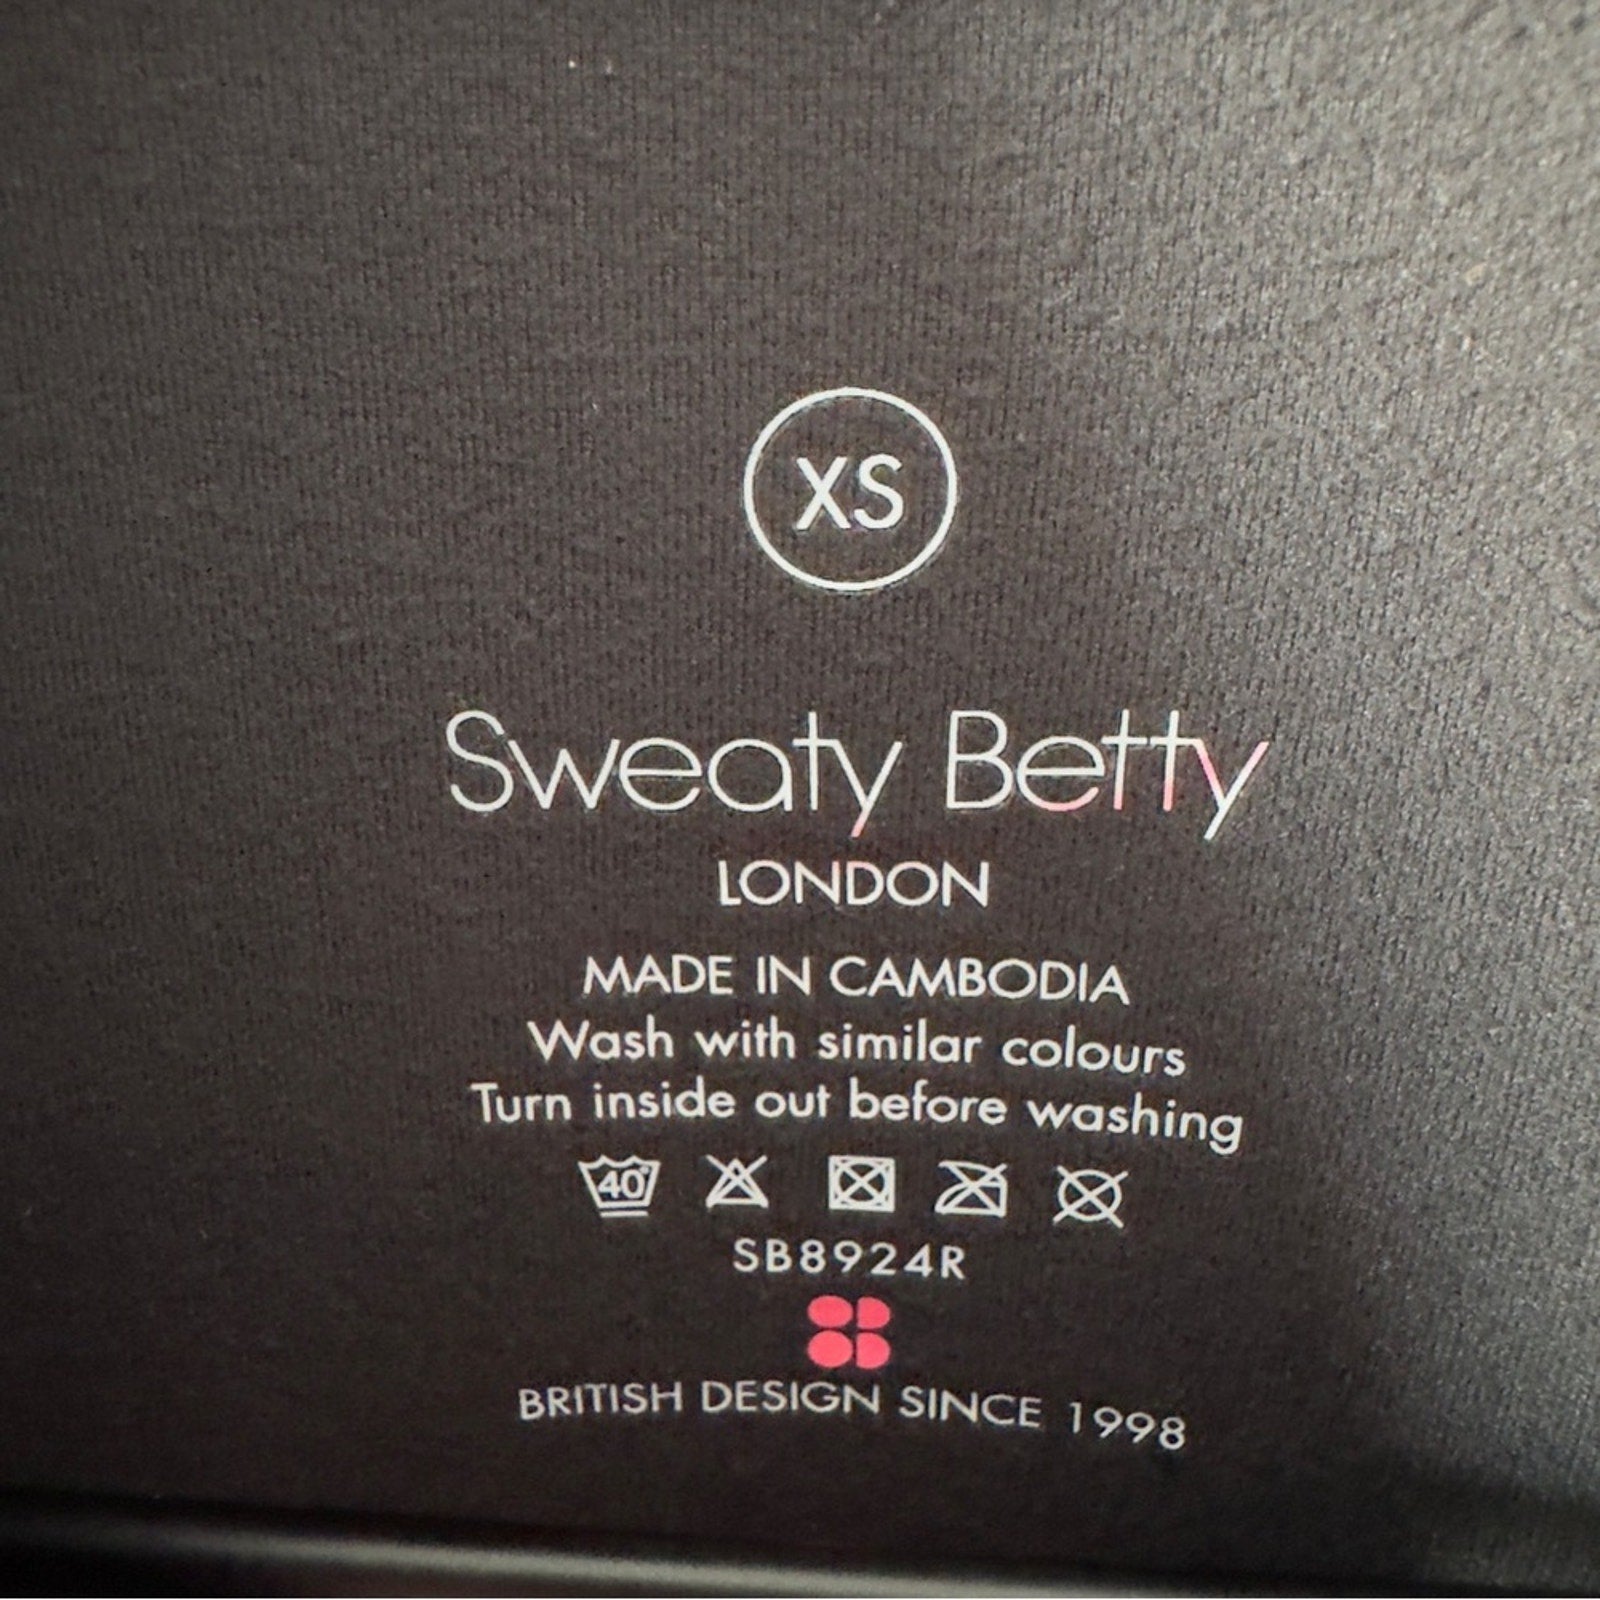 XS
Sweaty Betty
LONDON
MADE IN CAMBODIA
Wash with similar colours
Turn inside out before washing
40°
SB8924R
BRITISH DESIGN SINCE 1998